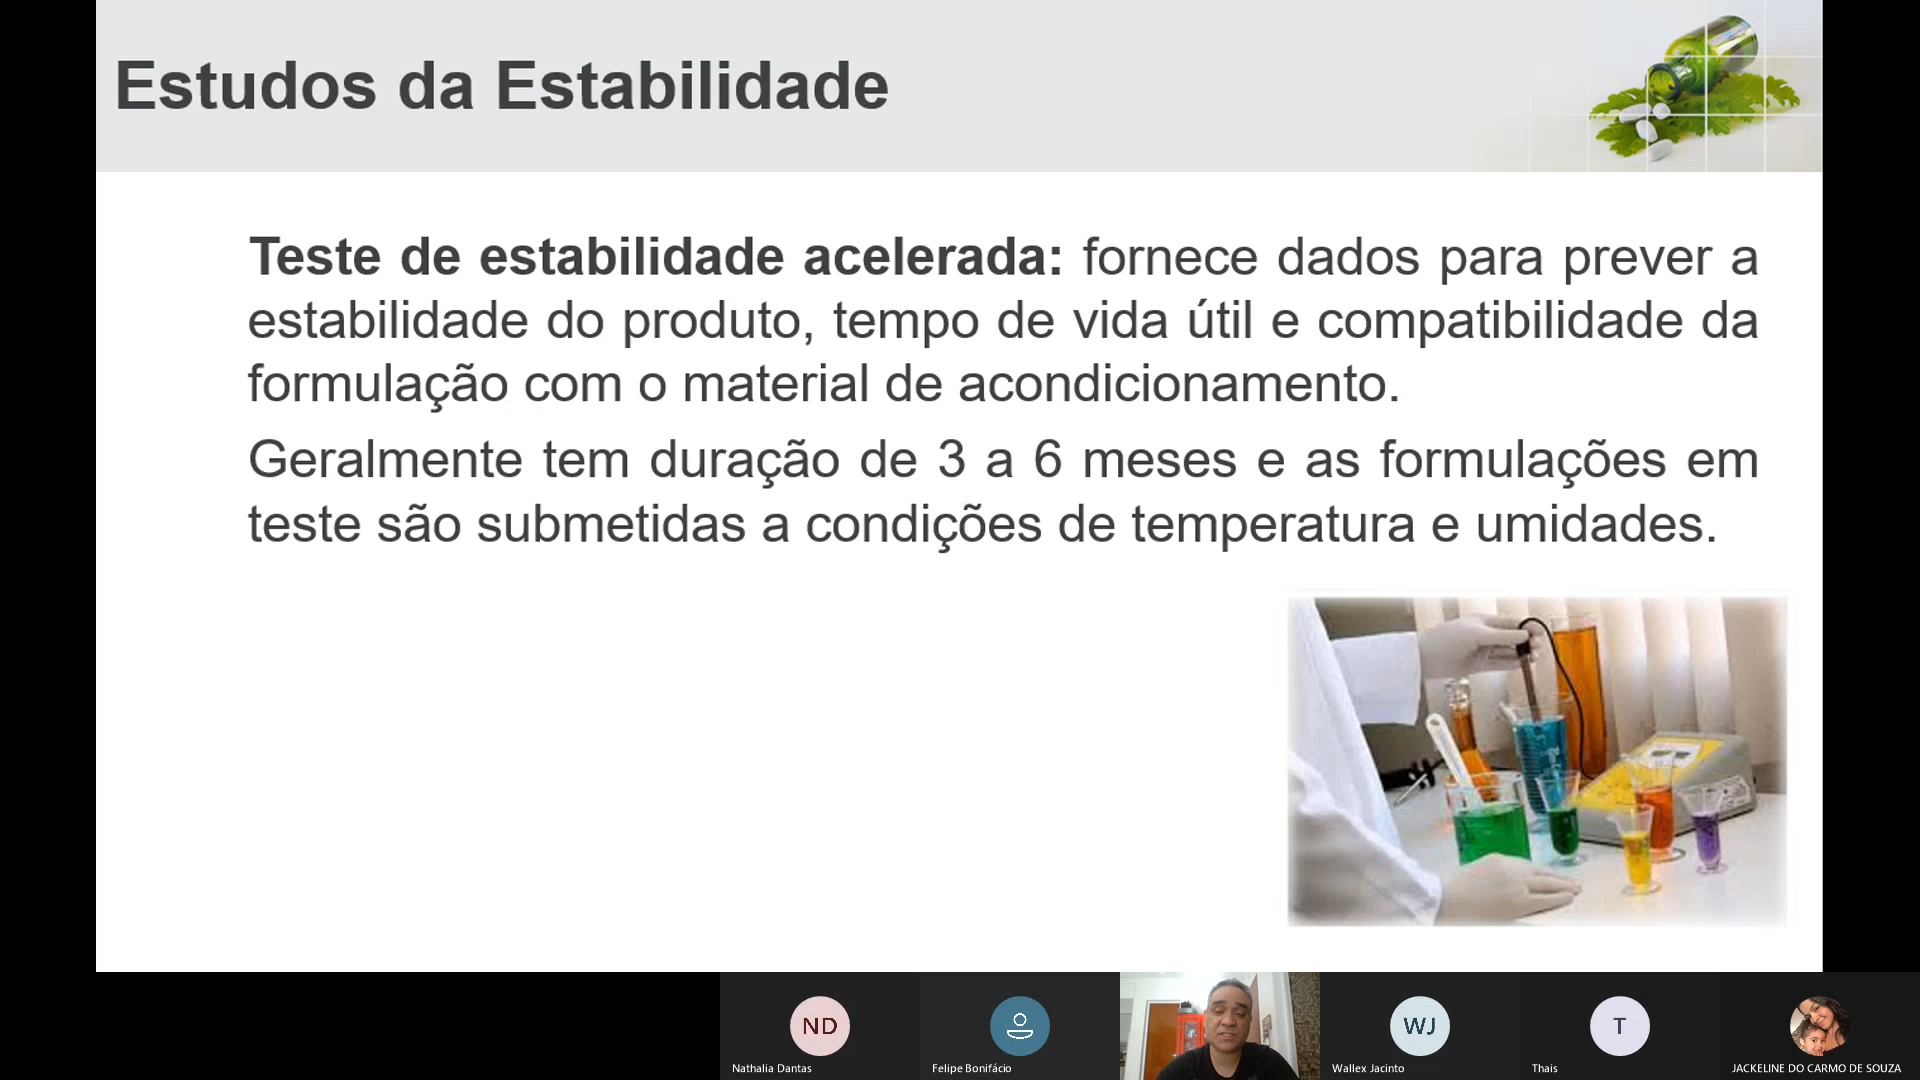 Estudos da Estabilidade
Teste de estabilidade acelerada: fornece dados para prever a
estabilidade do produto, tempo de vida útil e compatibilidade da
formulação com o material de acondicionamento.
Geralmente tem duração de 3 a 6 meses e as formulações em
teste são submetidas a condições de temperatura e umidades.
ND
WJ
T
Nathalia Dantas
Felipe Bonifácio
Wallex Jacinto
Thais
JACKELINE DO CARMO DE SOUZA